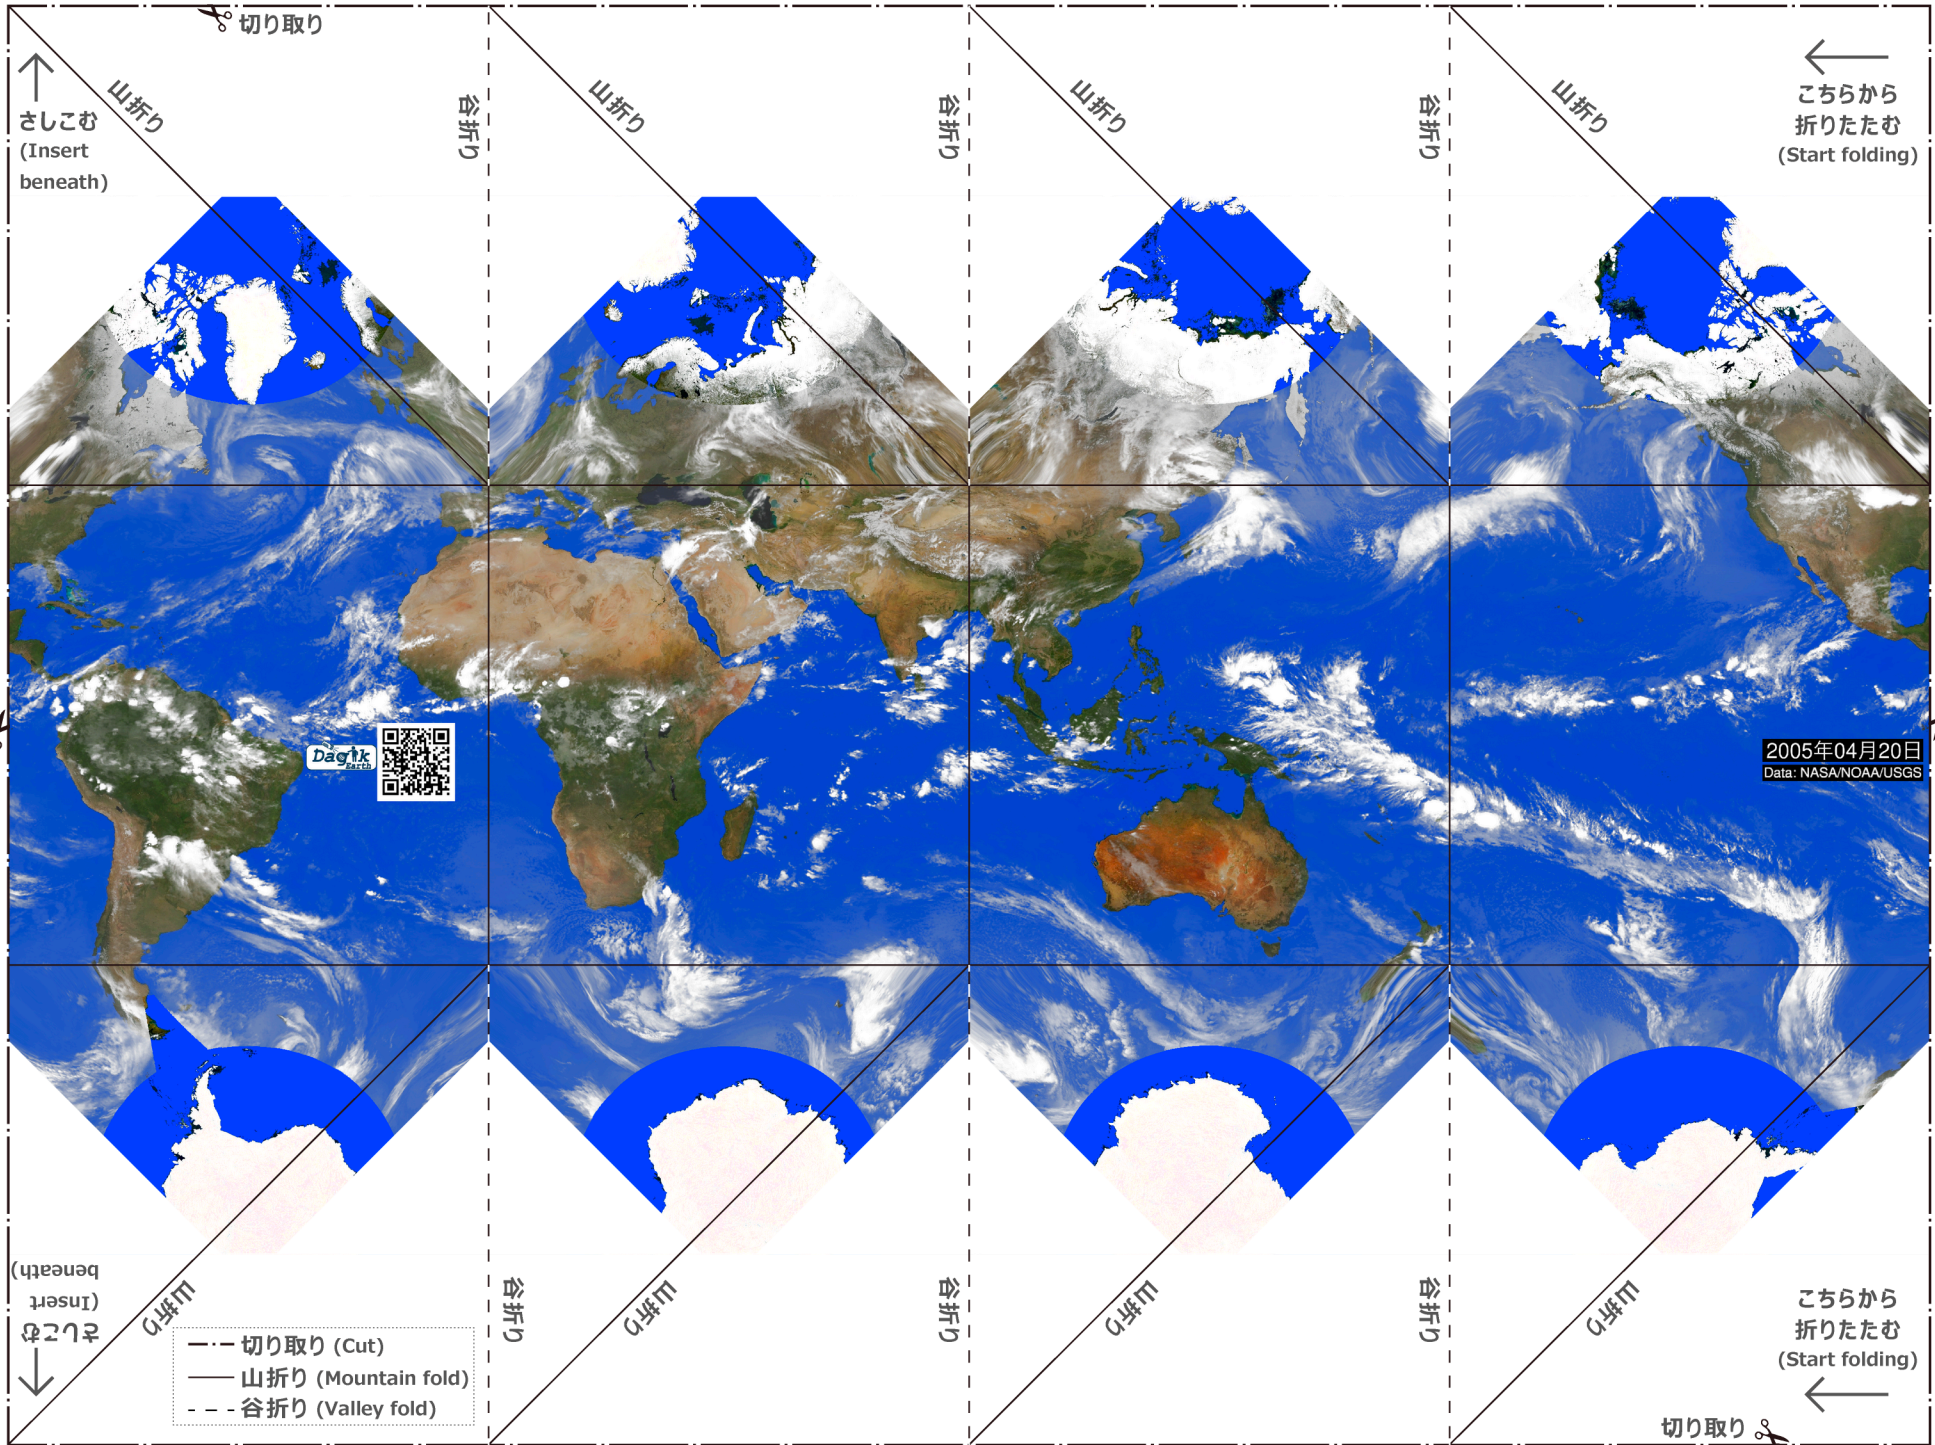 切り取り
山折り
谷折り
山折り
谷折り
山折り
谷折り
山折り
さしこむ
(Insert
beneath)
こちらから
折りたたむ
(Start folding)
Dagik
Earth
2005年04月20日
Data: NASA/NOAA/USGS
さしこむ
(Insert
beneath)
山折り
谷折り
山折り
谷折り
山折り
谷折り
山折り
こちらから
折りたたむ
(Start folding)
切り取り (Cut)
山折り (Mountain fold)
谷折り (Valley fold)
切り取り